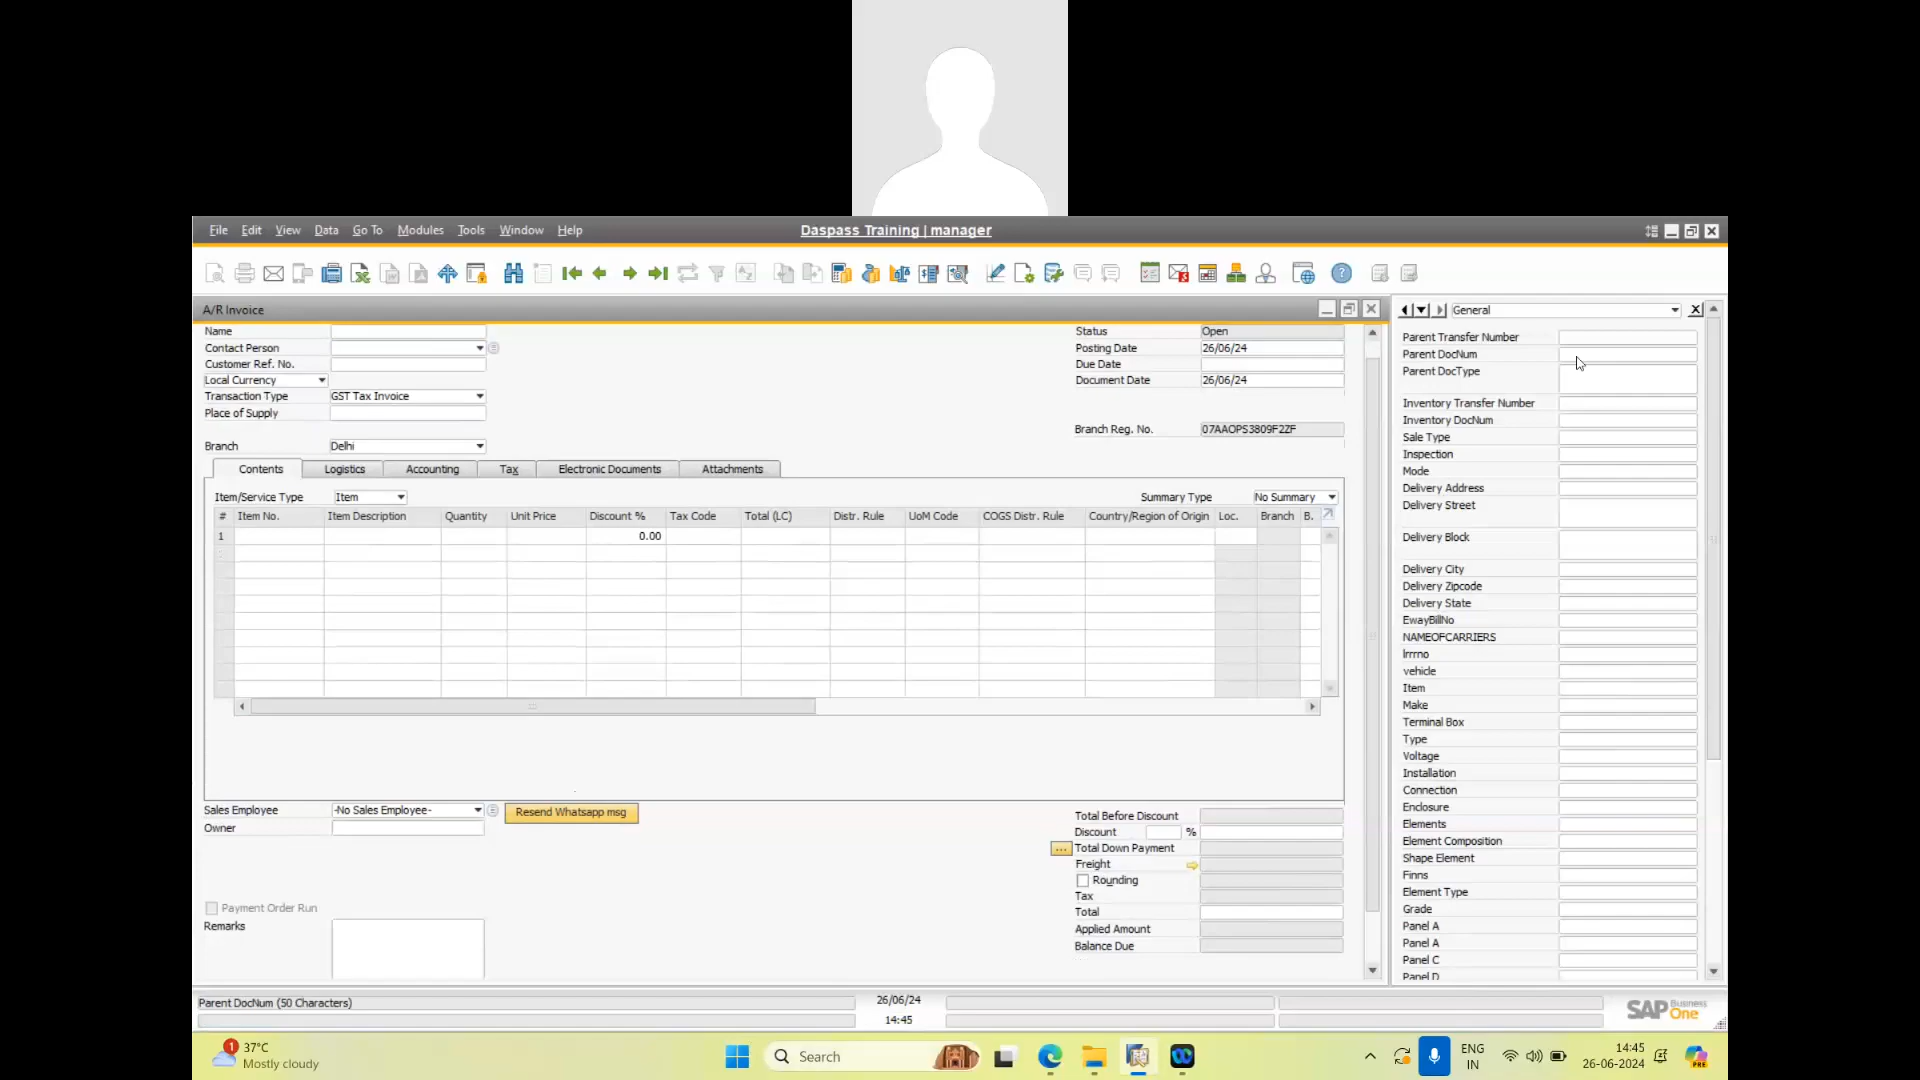 File Edit View Data Go To Modules Tools Window Help
Daspass Training | manager
A/R Invoice
General
Name
Contact Person
Customer Ref. No.
Local Currency
Transaction Type GST Tax Invoice
Place of Supply
Branch Delhi
Status Open
Posting Date 26/06/24
Due Date
Document Date 26/06/24
Branch Reg. No. 07AAOPS3809F2ZF
Contents Logistics Accounting Tax Electronic Documents Attachments
Item/Service Type Item
Summary Type No Summary
# Item No. Item Description Quantity Unit Price Discount % Tax Code Total (LC) Distr. Rule UoM Code COGS Distr. Rule Country/Region of Origin Loc. Branch B.
1 0.00
Sales Employee -No Sales Employee-
Resend Whatsapp msg
Owner
Payment Order Run
Remarks
Total Before Discount
Discount %
... Total Down Payment
Freight
Rounding
Tax
Total
Applied Amount
Balance Due
Parent Transfer Number
Parent DocNum
Parent DocType
Inventory Transfer Number
Inventory DocNum
Sale Type
Inspection
Mode
Delivery Address
Delivery Street
Delivery Block
Delivery City
Delivery Zipcode
Delivery State
EwayBillNo
NAMEOFCARRIERS
lrrrno
vehicle
Item
Make
Terminal Box
Type
Voltage
Installation
Connection
Enclosure
Elements
Element Composition
Shape Element
Finns
Element Type
Grade
Panel A
Panel A
Panel C
Panel D
Parent DocNum (50 Characters)
26/06/24
14:45
SAP Business One
1 37°C
Mostly cloudy
Search
ENG
IN
14:45
26-06-2024
PRE